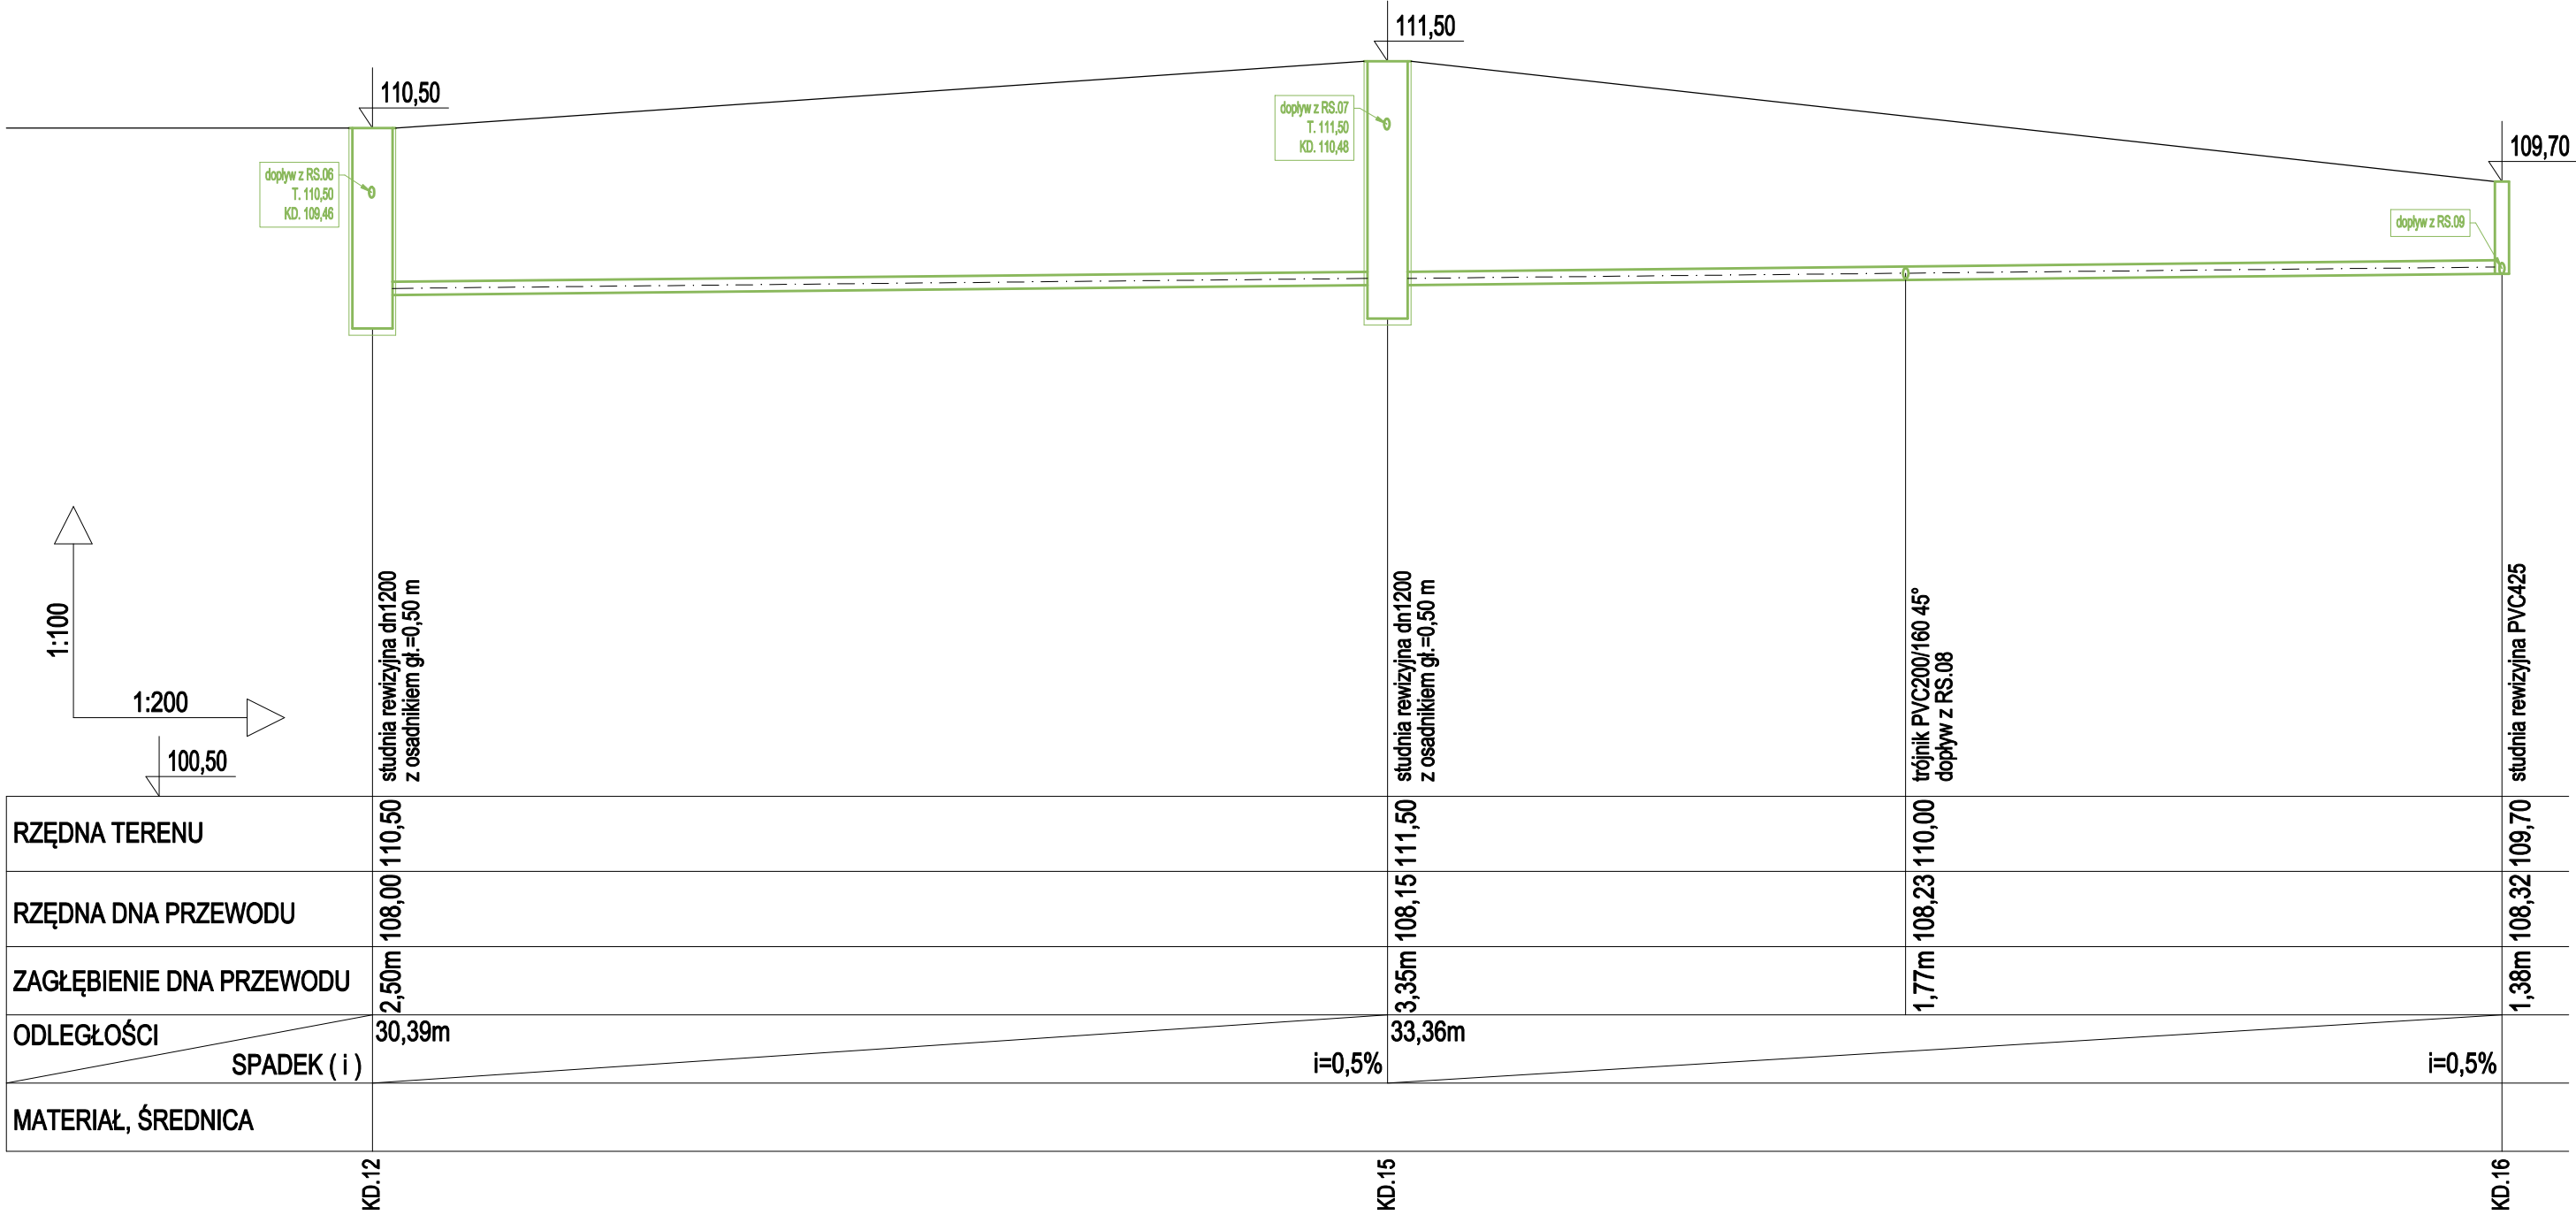 111,50
110,50
dopływ z RS.07
T. 111,50
KD. 110,48
109,70
dopływ z RS.06
T. 110,50
KD. 109,46
dopływ z RS.09
1:100
1:200
100,50
studnia rewizyjna dn1200
z osadnikiem gł.=0,50 m
studnia rewizyjna dn1200
z osadnikiem gł.=0,50 m
trójnik PVC200/160 45°
dopływ z RS.08
studnia rewizyjna PVC425
RZĘDNA TERENU 110,50 111,50 110,00 109,70
RZĘDNA DNA PRZEWODU 108,00 108,15 108,23 108,32
ZAGŁĘBIENIE DNA PRZEWODU 2,50m 3,35m 1,77m 1,38m
ODLEGŁOŚCI 30,39m 33,36m
SPADEK ( i ) i=0,5% i=0,5%
MATERIAŁ, ŚREDNICA
KD.12 KD.15 KD.16